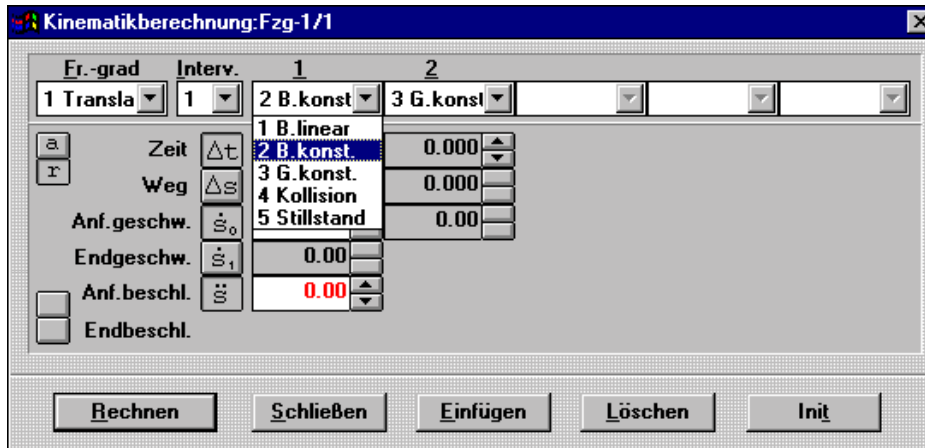 Kinematikberechnung:Fzg-1/1
Fr.-grad Interv. 1 2
1 Transla 1 2 B.konst 3 G.konst
1 B.linear
2 B.konst.
3 G.konst.
4 Kollision
5 Stillstand
a
r
Zeit Δt 0.000
Weg Δs 0.000
Anf.geschw. ṡ₀ 0.00
Endgeschw. ṡ₁ 0.00
Anf.beschl. s̈ 0.00
Endbeschl.
Rechnen Schließen Einfügen Löschen Init